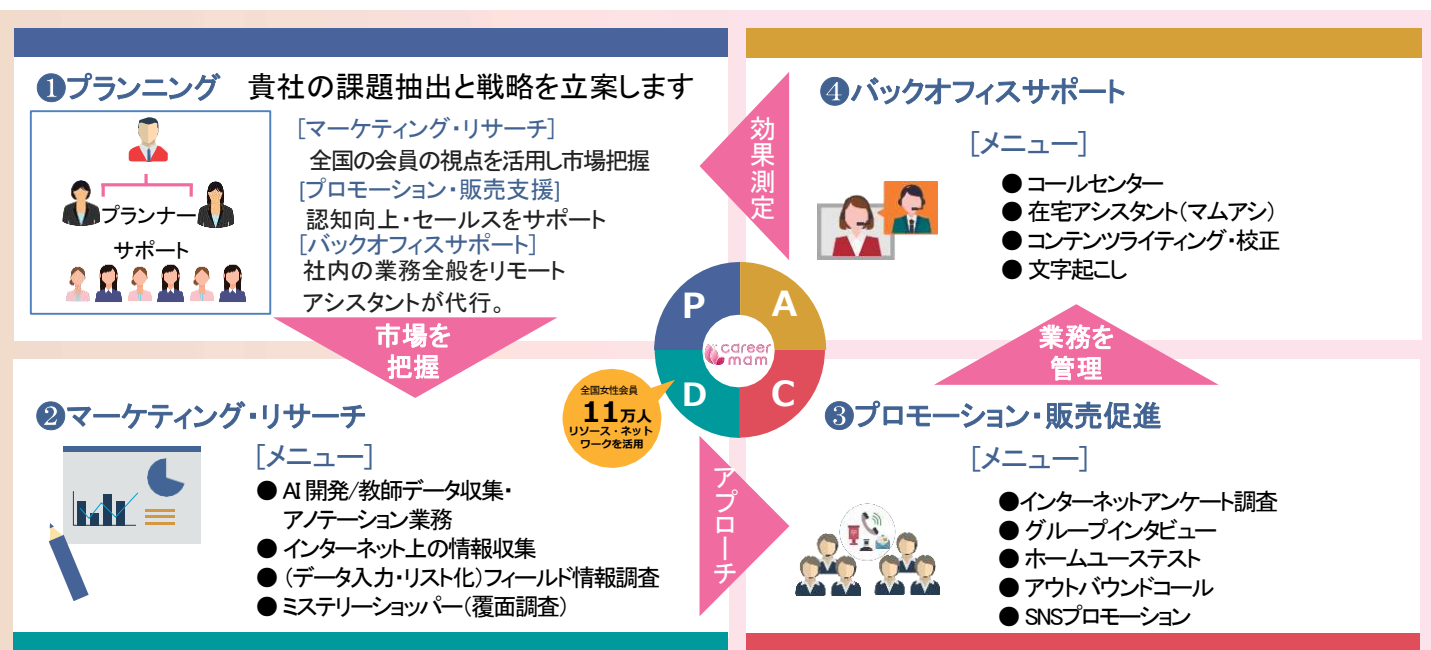 ❶プランニング　貴社の課題抽出と戦略を立案します
プランナー
サポート
[マーケティング・リサーチ]
全国の会員の視点を活用し市場把握
[プロモーション・販売支援]
認知向上・セールスをサポート
[バックオフィスサポート]
社内の業務全般をリモート
アシスタントが代行。
市場を
把握
❷マーケティング・リサーチ
[メニュー]
● AI 開発/教師データ収集・
アノテーション業務
● インターネット上の情報収集
● (データ入力・リスト化)フィールド情報調査
● ミステリーショッパー(覆面調査)
アプローチ
❸プロモーション・販売促進
[メニュー]
●インターネットアンケート調査
● グループインタビュー
● ホームユーステスト
● アウトバウンドコール
● SNSプロモーション
業務を
管理
❹バックオフィスサポート
[メニュー]
● コールセンター
● 在宅アシスタント(マムアシ)
● コンテンツライティング・校正
● 文字起こし
効果測定
P
A
D
C
career
mam
全国女性会員
11万人
リソース・ネット
ワークを活用